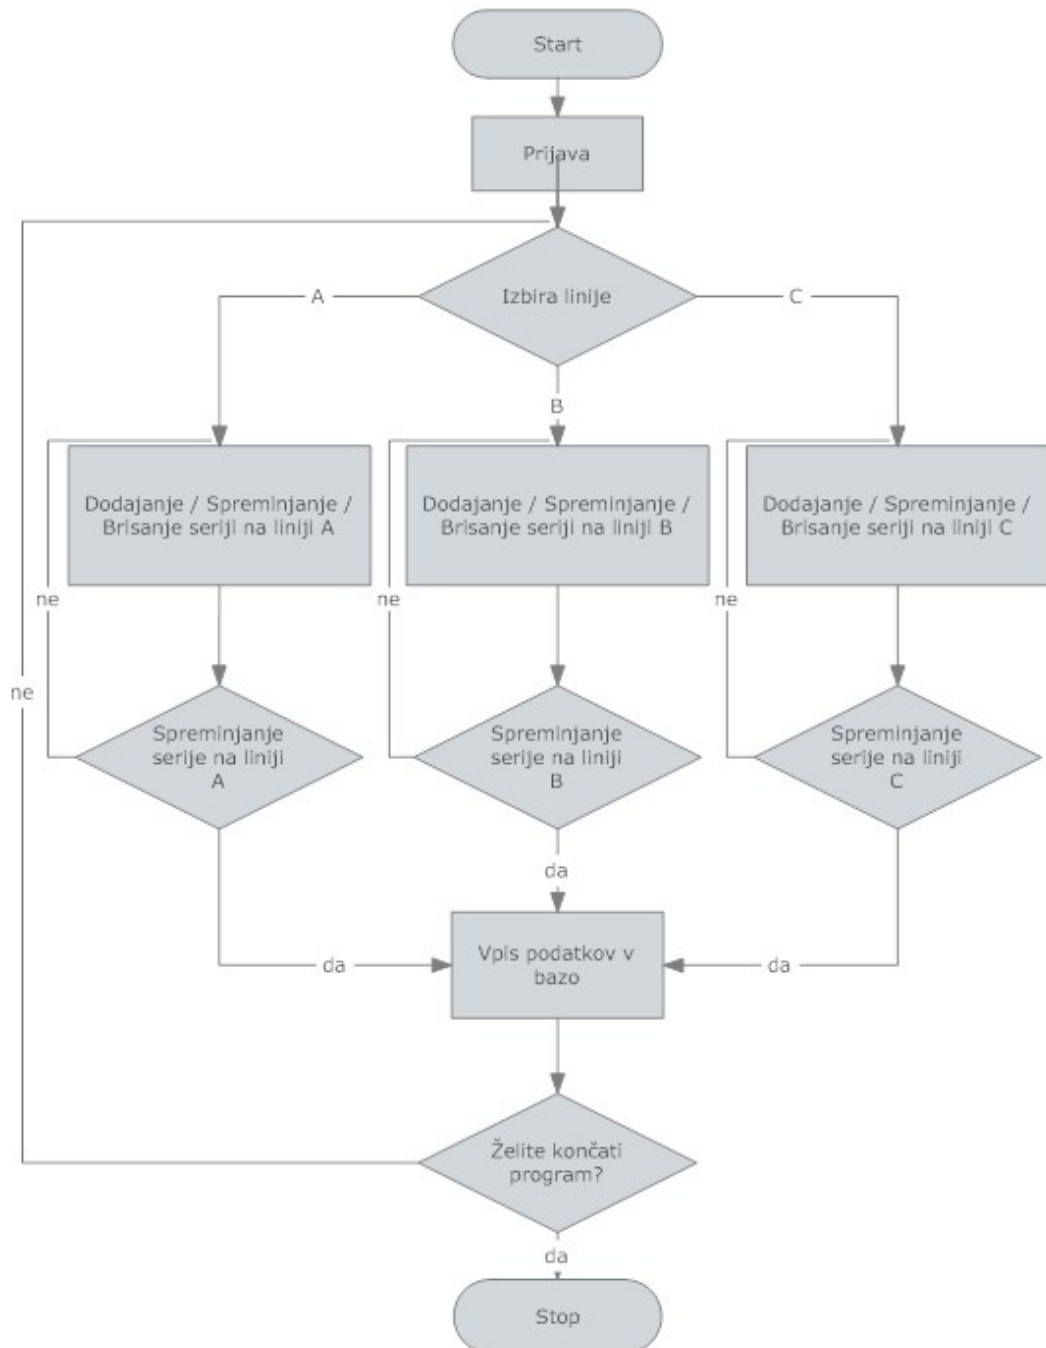 Start
Prijava
Izbira linije
A
C
B
Dodajanje / Spreminjanje /
Brisanje seriji na liniji A
Dodajanje / Spreminjanje /
Brisanje seriji na liniji B
Dodajanje / Spreminjanje /
Brisanje seriji na liniji C
ne
ne
ne
ne
Spreminjanje
serije na liniji
A
Spreminjanje
serije na liniji
B
Spreminjanje
serije na liniji
C
da
da
da
Vpis podatkov v
bazo
Želite končati
program?
da
Stop